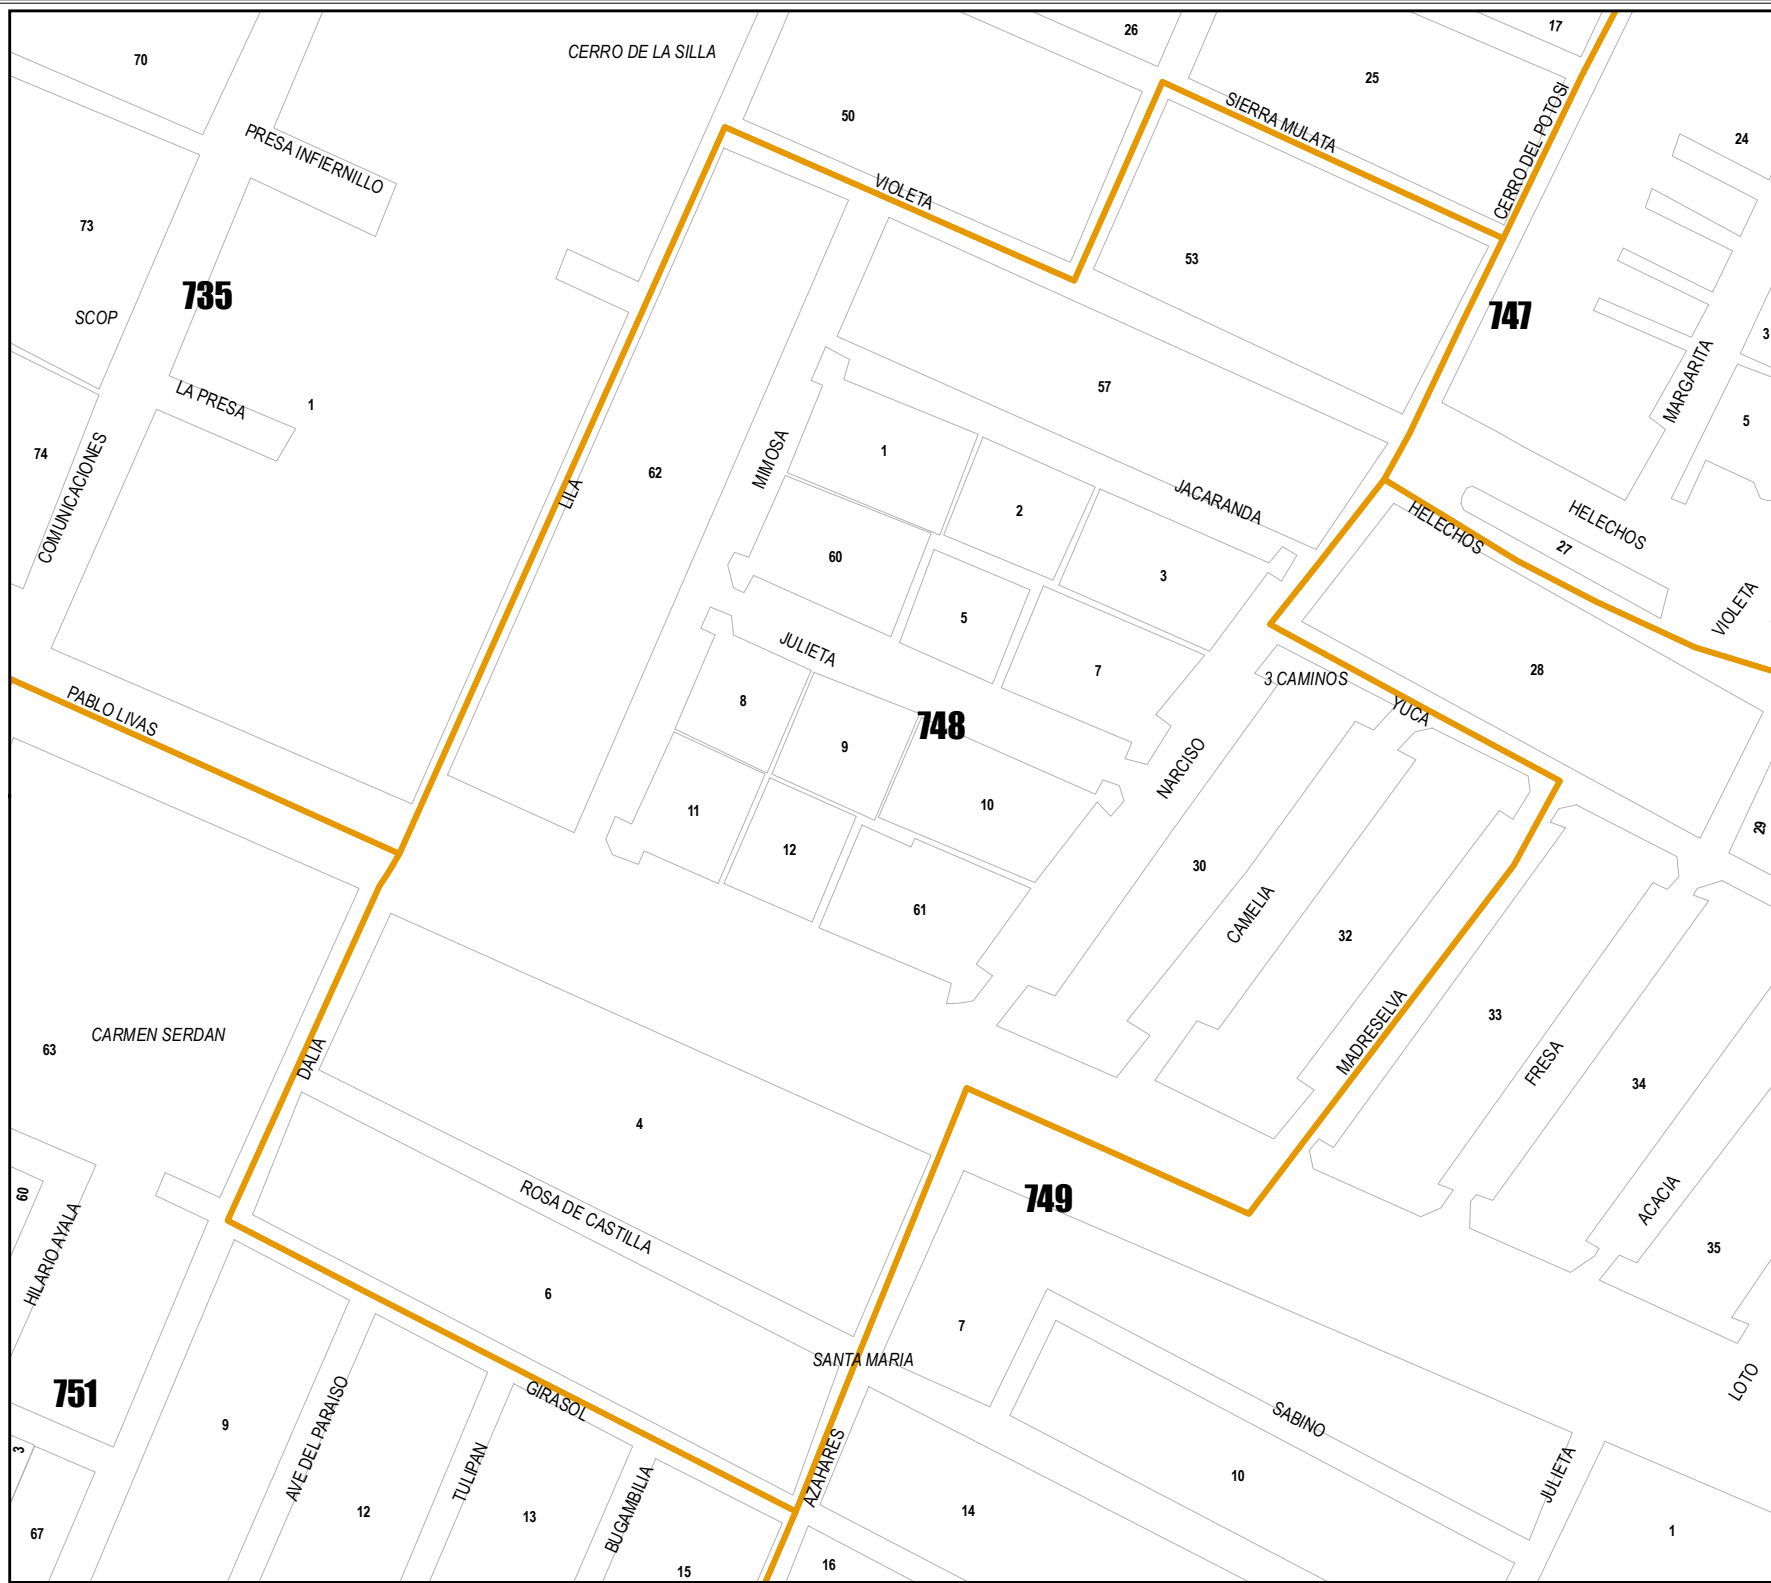 26
17
70
CERRO DE LA SILLA
25
50
SIERRA MULATA
CERRO DEL POTOSI
24
PRESA INFIERNILLO
VIOLETA
73
53
735
SCOP
747
3
57
MARGARITA
LA PRESA
1
5
74
COMUNICACIONES
MIMOSA
1
62
LILA
JACARANDA
2
HELECHOS
HELECHOS
27
60
3
5
VIOLETA
JULIETA
7
28
3 CAMINOS
8
YUCA
PABLO LIVAS
748
9
NARCISO
10
11
29
12
30
61
CAMELIA
32
33
CARMEN SERDAN
63
DALIA
MADRESELVA
FRESA
34
4
60
749
ROSA DE CASTILLA
ACACIA
HILARIO AYALA
35
6
7
SANTA MARIA
751
LOTO
GIRASOL
9
AVE DEL PARAISO
SABINO
3
TULIPAN
AZAHARES
JULIETA
10
12
13
BUGAMBILIA
14
67
1
15
16